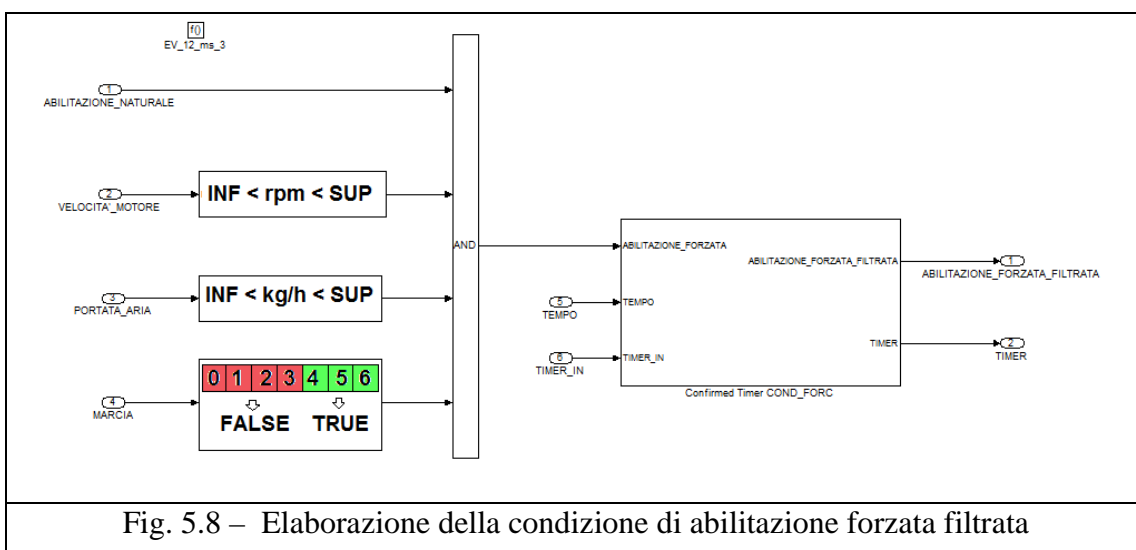 f()
EV_12_ms_3
1
ABILITAZIONE_NATURALE
2
VELOCITA'_MOTORE
INF < rpm < SUP
3
PORTATA_ARIA
INF < kg/h < SUP
4
MARCIA
0 1 2 3 4 5 6
FALSE TRUE
AND
5
TEMPO
6
TIMER_IN
ABILITAZIONE_FORZATA
TEMPO
TIMER_IN
ABILITAZIONE_FORZATA_FILTRATA
TIMER
Confirmed Timer COND_FORC
1
ABILITAZIONE_FORZATA_FILTRATA
2
TIMER
Fig. 5.8 – Elaborazione della condizione di abilitazione forzata filtrata